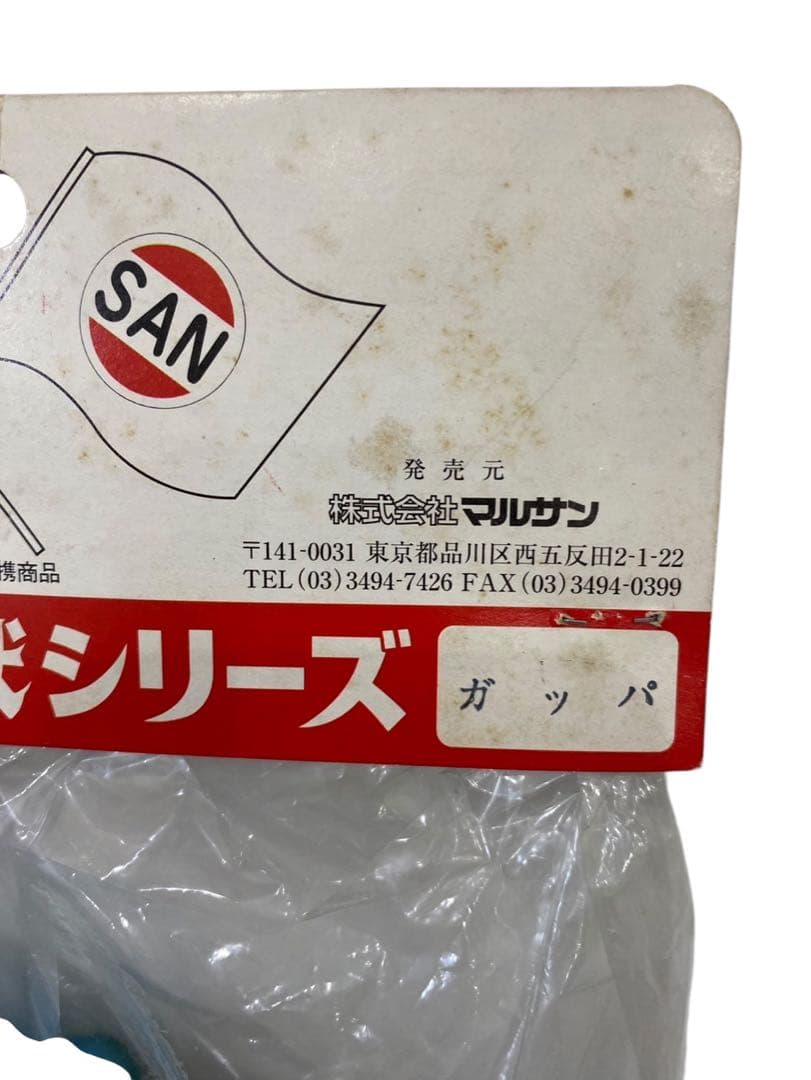 SAN
発売元
株式会社マルサン
〒141-0031 東京都品川区西五反田2-1-22
TEL(03)3494-7426 FAX(03)3494-0399
携商品
シリーズ
ガッパ